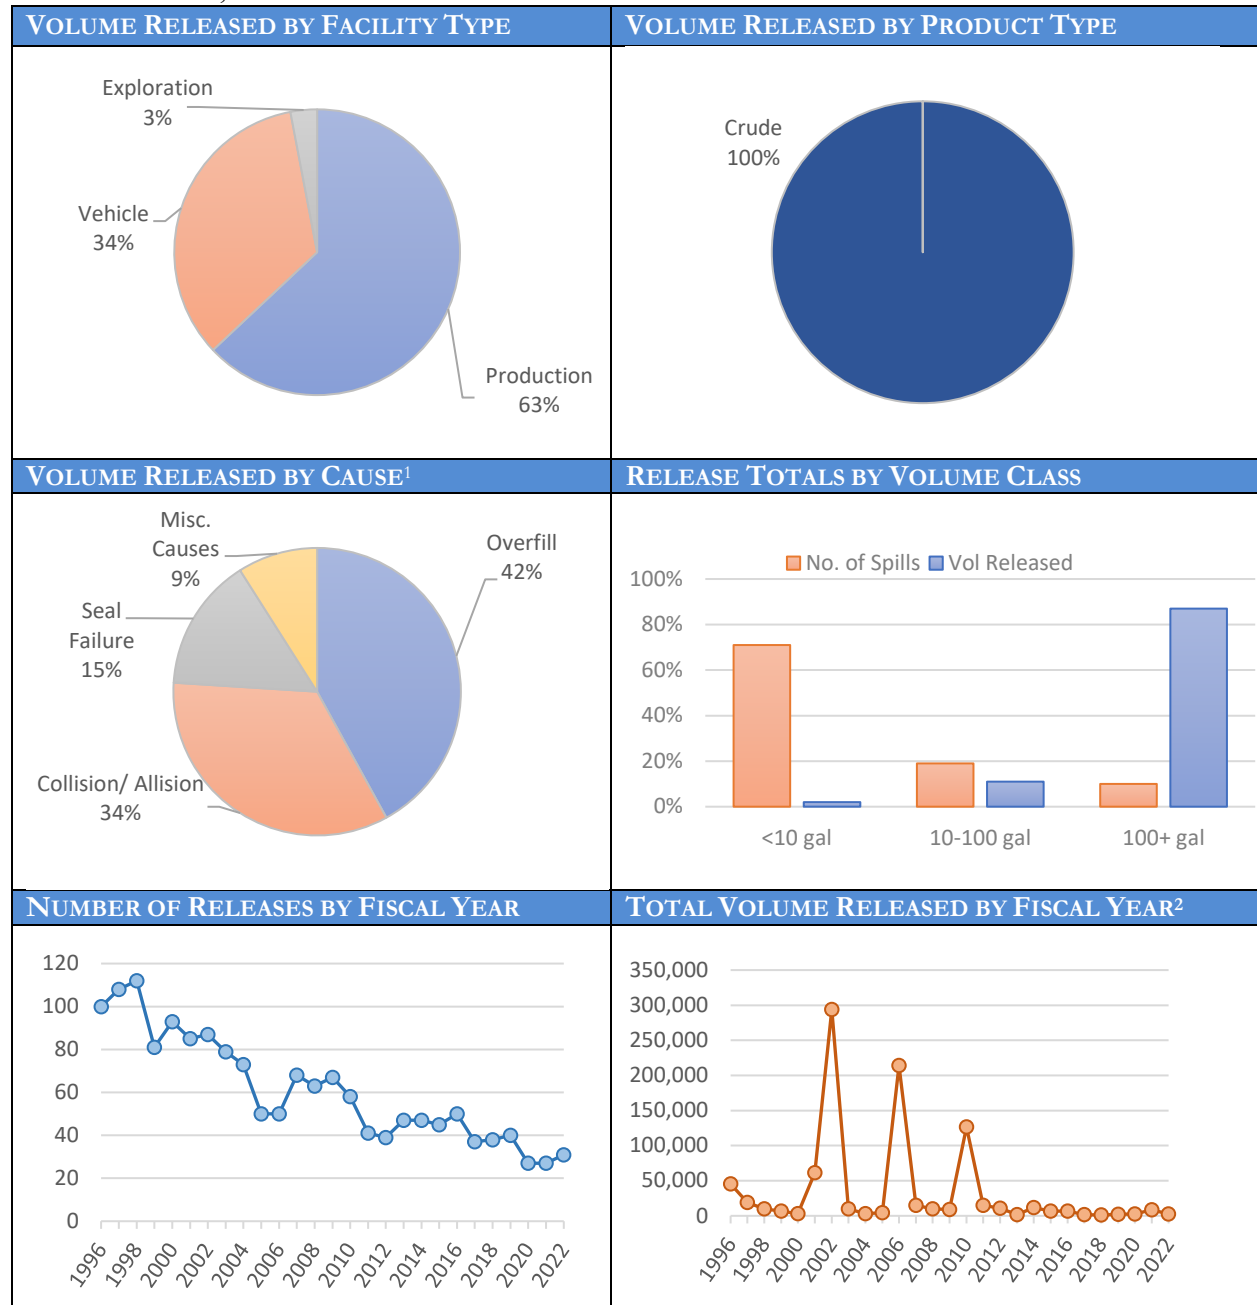 VOLUME RELEASED BY FACILITY TYPE
VOLUME RELEASED BY PRODUCT TYPE
Exploration
3%
Vehicle
34%
Production
63%
Crude
100%
VOLUME RELEASED BY CAUSE¹
RELEASE TOTALS BY VOLUME CLASS
Misc.
Causes
9%
Overfill
42%
Seal
Failure
15%
Collision/ Allision
34%
No. of Spills Vol Released
100%
80%
60%
40%
20%
0%
<10 gal 10-100 gal 100+ gal
NUMBER OF RELEASES BY FISCAL YEAR
TOTAL VOLUME RELEASED BY FISCAL YEAR²
120
100
80
60
40
20
0
1996 1998 2000 2002 2004 2006 2008 2010 2012 2014 2016 2018 2020 2022
350,000
300,000
250,000
200,000
150,000
100,000
50,000
0
1996 1998 2000 2002 2004 2006 2008 2010 2012 2014 2016 2018 2020 2022